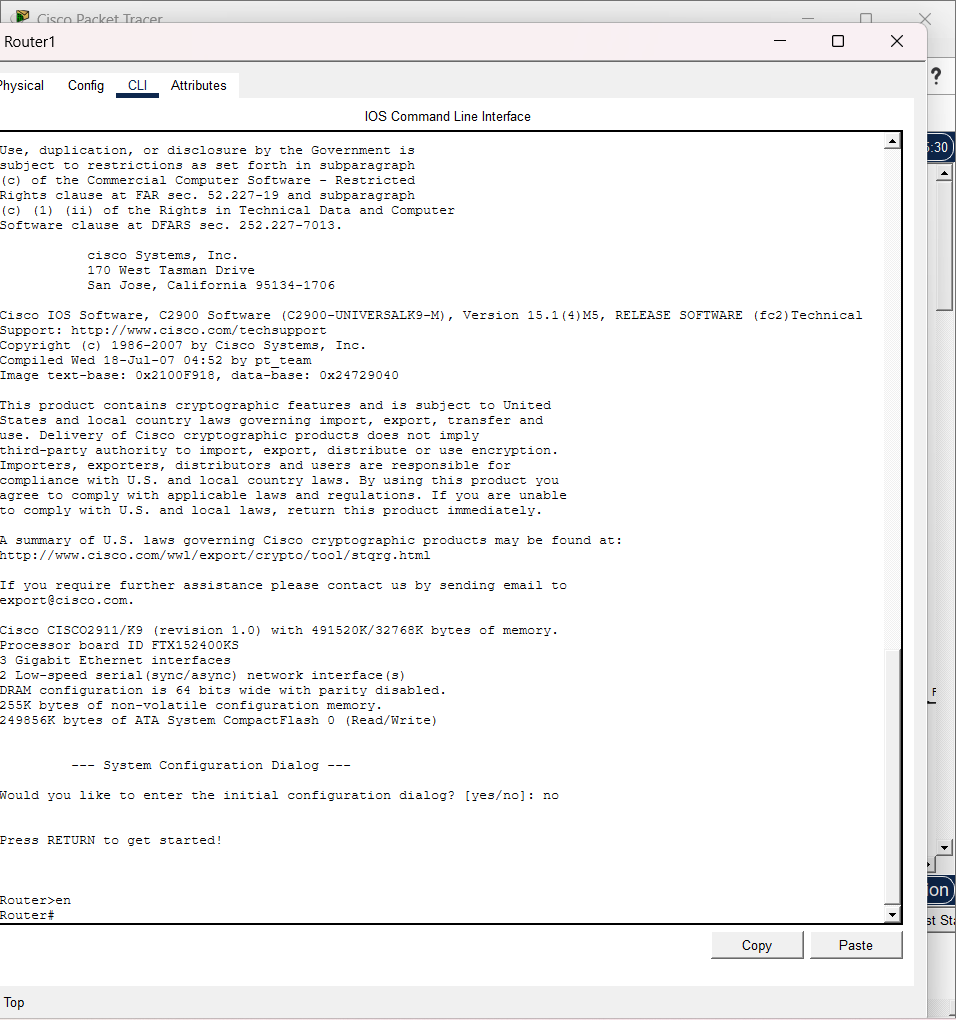 Cisco Packet Tracer
Router1
Physical Config CLI Attributes
?
IOS Command Line Interface
:30
Use, duplication, or disclosure by the Government is
subject to restrictions as set forth in subparagraph
(c) of the Commercial Computer Software - Restricted
Rights clause at FAR sec. 52.227-19 and subparagraph
(c) (1) (ii) of the Rights in Technical Data and Computer
Software clause at DFARS sec. 252.227-7013.
cisco Systems, Inc.
170 West Tasman Drive
San Jose, California 95134-1706
Cisco IOS Software, C2900 Software (C2900-UNIVERSALK9-M), Version 15.1(4)M5, RELEASE SOFTWARE (fc2)Technical
Support: http://www.cisco.com/techsupport
Copyright (c) 1986-2007 by Cisco Systems, Inc.
Compiled Wed 18-Jul-07 04:52 by pt_team
Image text-base: 0x2100F918, data-base: 0x24729040
This product contains cryptographic features and is subject to United
States and local country laws governing import, export, transfer and
use. Delivery of Cisco cryptographic products does not imply
third-party authority to import, export, distribute or use encryption.
Importers, exporters, distributors and users are responsible for
compliance with U.S. and local country laws. By using this product you
agree to comply with applicable laws and regulations. If you are unable
to comply with U.S. and local laws, return this product immediately.
A summary of U.S. laws governing Cisco cryptographic products may be found at:
http://www.cisco.com/wwl/export/crypto/tool/stqrg.html
If you require further assistance please contact us by sending email to
export@cisco.com.
Cisco CISCO2911/K9 (revision 1.0) with 491520K/32768K bytes of memory.
Processor board ID FTX152400KS
3 Gigabit Ethernet interfaces
2 Low-speed serial(sync/async) network interface(s)
DRAM configuration is 64 bits wide with parity disabled.
255K bytes of non-volatile configuration memory.
249856K bytes of ATA System CompactFlash 0 (Read/Write)
F
--- System Configuration Dialog ---
Would you like to enter the initial configuration dialog? [yes/no]: no
Press RETURN to get started!
Router>en
Router#
ion
st Sta
Copy Paste
Top